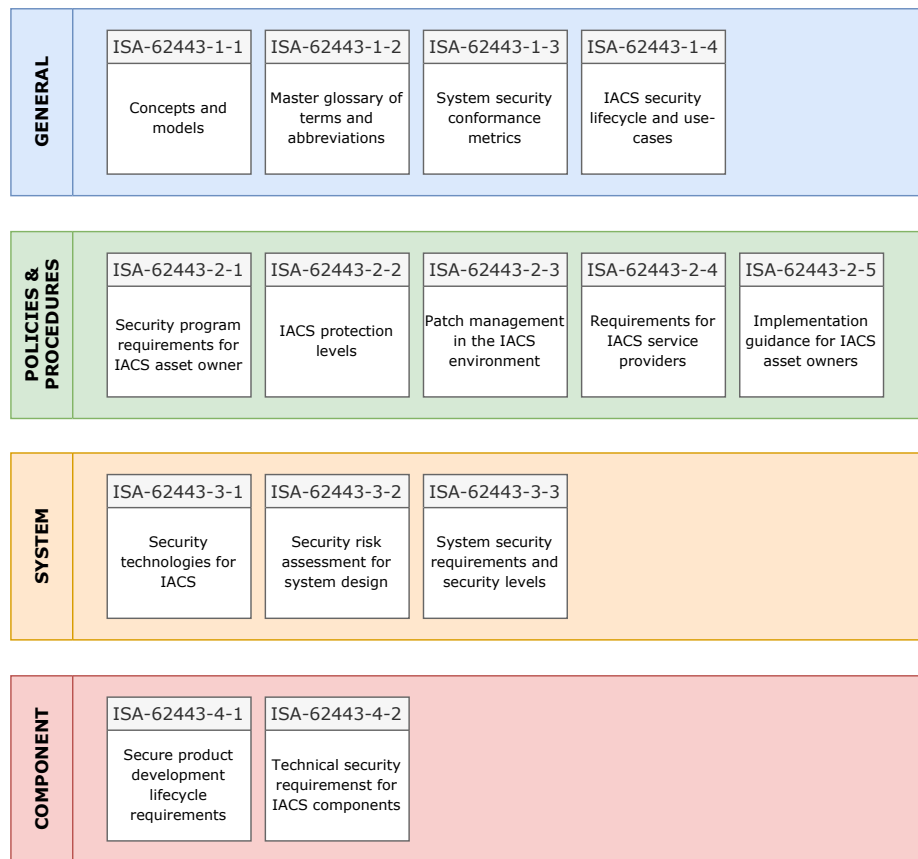 GENERAL
ISA-62443-1-1
Concepts and
models
ISA-62443-1-2
Master glossary of
terms and
abbreviations
ISA-62443-1-3
System security
conformance
metrics
ISA-62443-1-4
IACS security
lifecycle and use-
cases
POLICIES &
PROCEDURES
ISA-62443-2-1
Security program
requirements for
IACS asset owner
ISA-62443-2-2
IACS protection
levels
ISA-62443-2-3
Patch management
in the IACS
environment
ISA-62443-2-4
Requirements for
IACS service
providers
ISA-62443-2-5
Implementation
guidance for IACS
asset owners
SYSTEM
ISA-62443-3-1
Security
technologies for
IACS
ISA-62443-3-2
Security risk
assessment for
system design
ISA-62443-3-3
System security
requirements and
security levels
COMPONENT
ISA-62443-4-1
Secure product
development
lifecycle
requirements
ISA-62443-4-2
Technical security
requiremenst for
IACS components